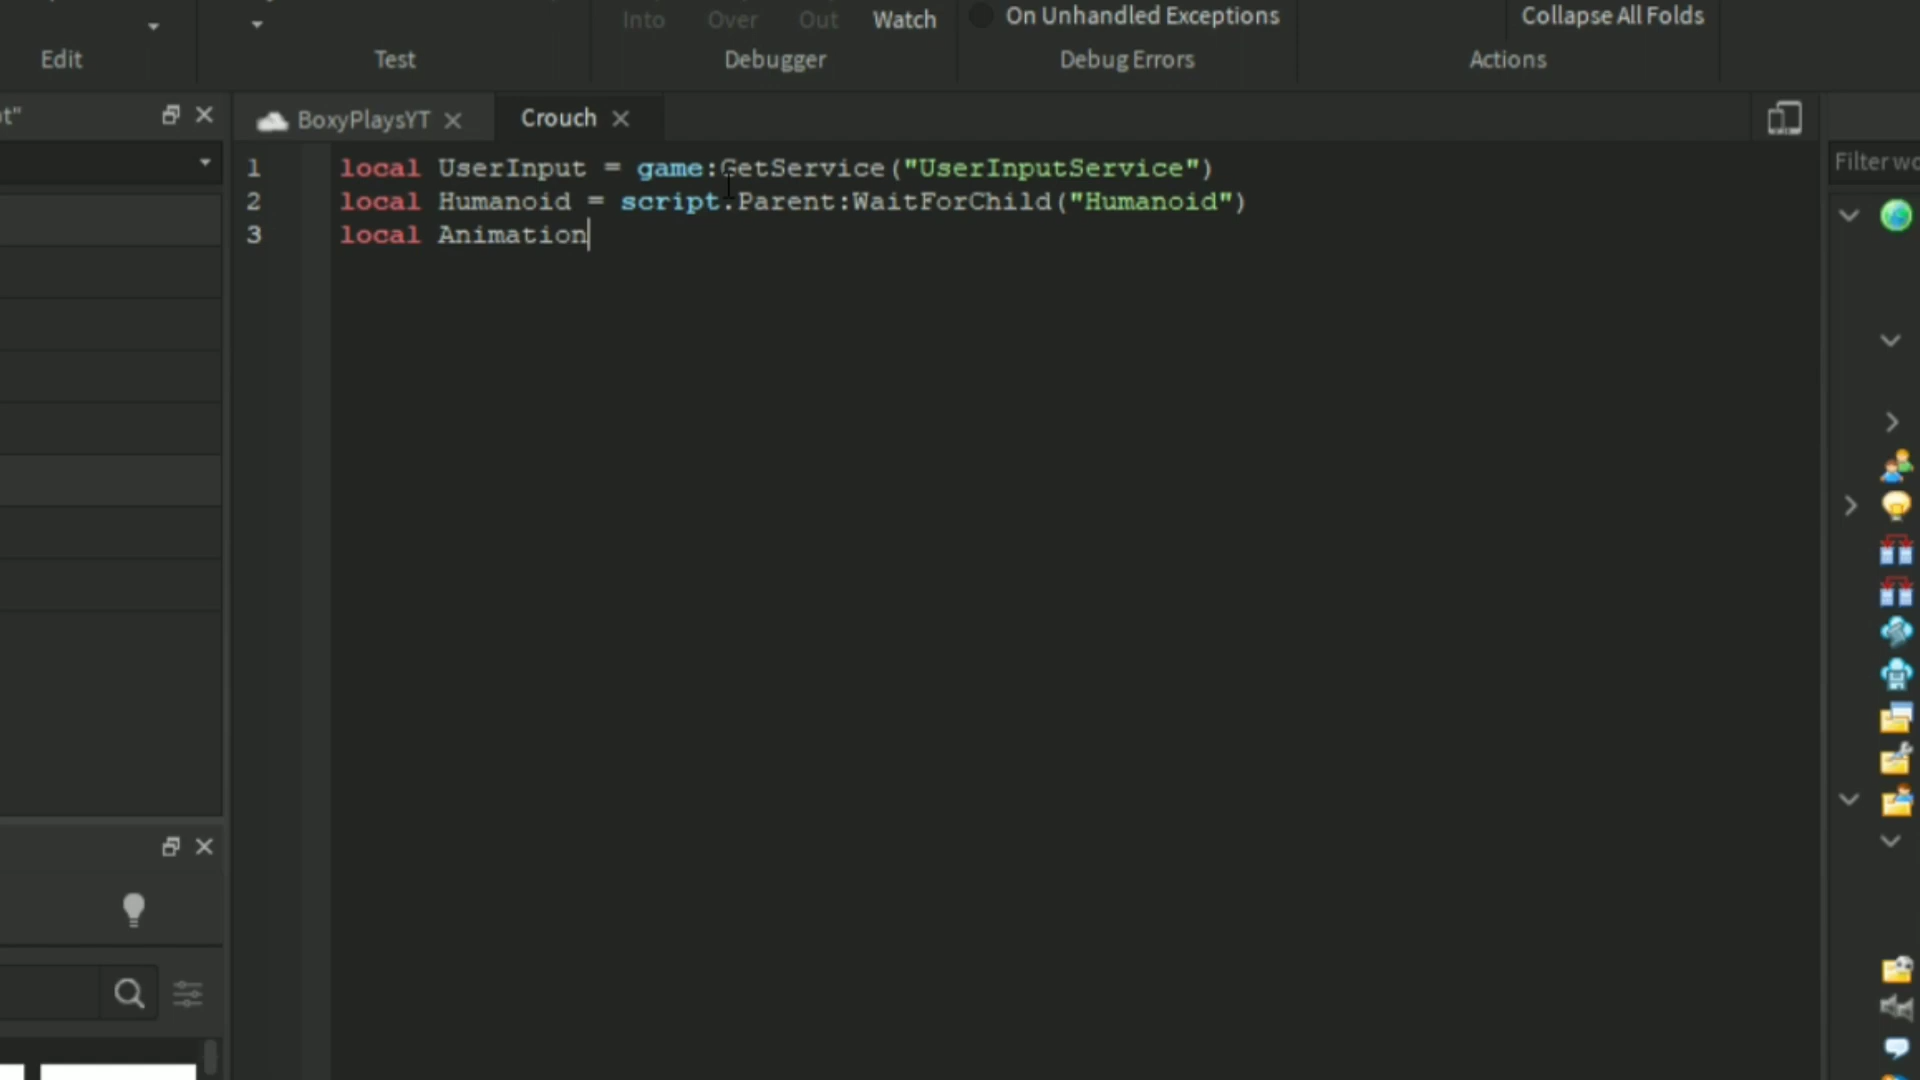 Into Over Out Watch On Unhandled Exceptions Collapse All Folds
Edit Test Debugger Debug Errors Actions
t"
BoxyPlaysYT Crouch
Filter wo
1 local UserInput = game:GetService("UserInputService")
2 local Humanoid = script.Parent:WaitForChild("Humanoid")
3 local Animation